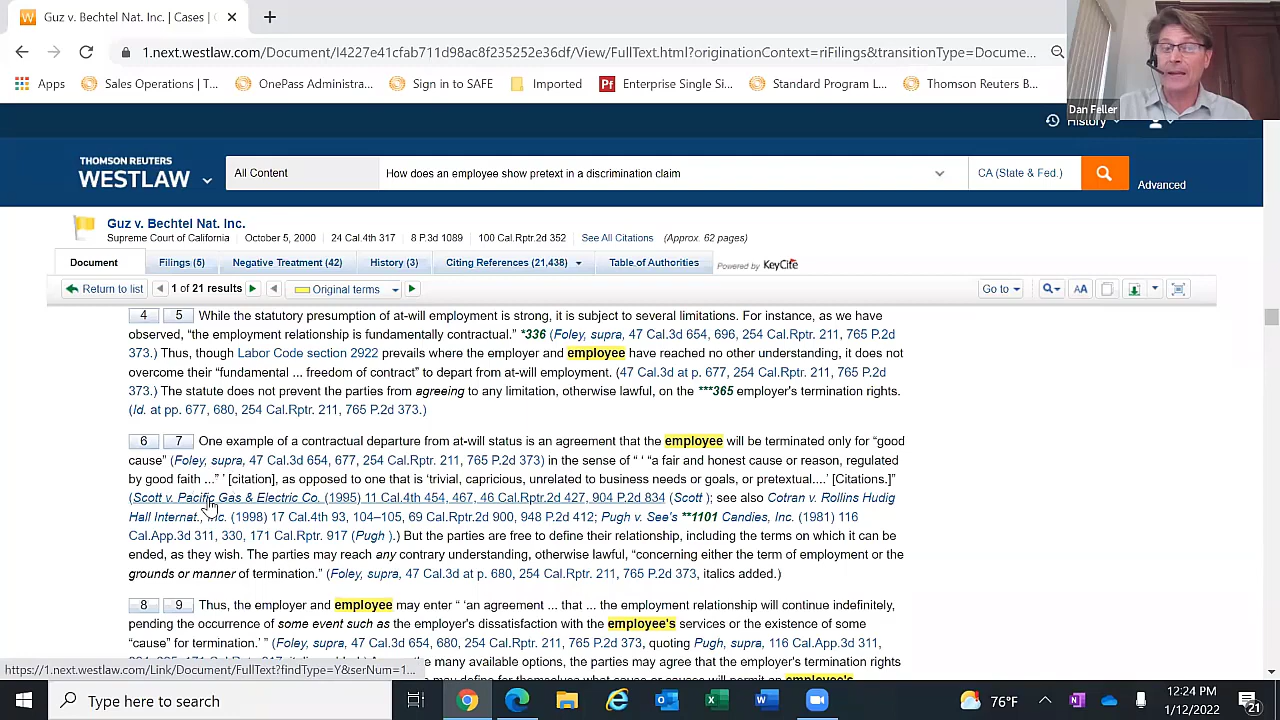 Guz v. Bechtel Nat. Inc. | Cases |
1.next.westlaw.com/Document/I4227e41cfab711d98ac8f235252e36df/View/FullText.html?originationContext=riFilings&transitionType=Docume...
Apps Sales Operations | T... OnePass Administra... Sign in to SAFE Imported Enterprise Single Si... Standard Program L... Thomson Reuters B...
Dan Feller
History
THOMSON REUTERS
WESTLAW
All Content How does an employee show pretext in a discrimination claim CA (State & Fed.)
Advanced
Guz v. Bechtel Nat. Inc.
Supreme Court of California October 5, 2000 24 Cal.4th 317 8 P.3d 1089 100 Cal.Rptr.2d 352 See All Citations (Approx. 62 pages)
Document Filings (5) Negative Treatment (42) History (3) Citing References (21,438) Table of Authorities Powered by KeyCite
Return to list 1 of 21 results Original terms Go to AA
4 5 While the statutory presumption of at-will employment is strong, it is subject to several limitations. For instance, as we have
observed, “the employment relationship is fundamentally contractual.” *336 (Foley, supra, 47 Cal.3d 654, 696, 254 Cal.Rptr. 211, 765 P.2d
373.) Thus, though Labor Code section 2922 prevails where the employer and employee have reached no other understanding, it does not
overcome their “fundamental ... freedom of contract” to depart from at-will employment. (47 Cal.3d at p. 677, 254 Cal.Rptr. 211, 765 P.2d
373.) The statute does not prevent the parties from agreeing to any limitation, otherwise lawful, on the ***365 employer's termination rights.
(Id. at pp. 677, 680, 254 Cal.Rptr. 211, 765 P.2d 373.)
6 7 One example of a contractual departure from at-will status is an agreement that the employee will be terminated only for “good
cause” (Foley, supra, 47 Cal.3d 654, 677, 254 Cal.Rptr. 211, 765 P.2d 373) in the sense of “ ‘ “a fair and honest cause or reason, regulated
by good faith ...” ’ [citation], as opposed to one that is ‘trivial, capricious, unrelated to business needs or goals, or pretextual....’ [Citations.]”
(Scott v. Pacific Gas & Electric Co. (1995) 11 Cal.4th 454, 467, 46 Cal.Rptr.2d 427, 904 P.2d 834 (Scott ); see also Cotran v. Rollins Hudig
Hall Internat., Inc. (1998) 17 Cal.4th 93, 104–105, 69 Cal.Rptr.2d 900, 948 P.2d 412; Pugh v. See's **1101 Candies, Inc. (1981) 116
Cal.App.3d 311, 330, 171 Cal.Rptr. 917 (Pugh ).) But the parties are free to define their relationship, including the terms on which it can be
ended, as they wish. The parties may reach any contrary understanding, otherwise lawful, “concerning either the term of employment or the
grounds or manner of termination.” (Foley, supra, 47 Cal.3d at p. 680, 254 Cal.Rptr. 211, 765 P.2d 373, italics added.)
8 9 Thus, the employer and employee may enter “ ‘an agreement ... that ... the employment relationship will continue indefinitely,
pending the occurrence of some event such as the employer's dissatisfaction with the employee's services or the existence of some
“cause” for termination.’ ” (Foley, supra, 47 Cal.3d 654, 680, 254 Cal.Rptr. 211, 765 P.2d 373, quoting Pugh, supra, 116 Cal.App.3d 311,
many available options, the parties may agree that the employer's termination rights
employee's
https://1.next.westlaw.com/Link/Document/FullText?findType=Y&serNum=1...
Type here to search 76°F 12:24 PM
1/12/2022 21